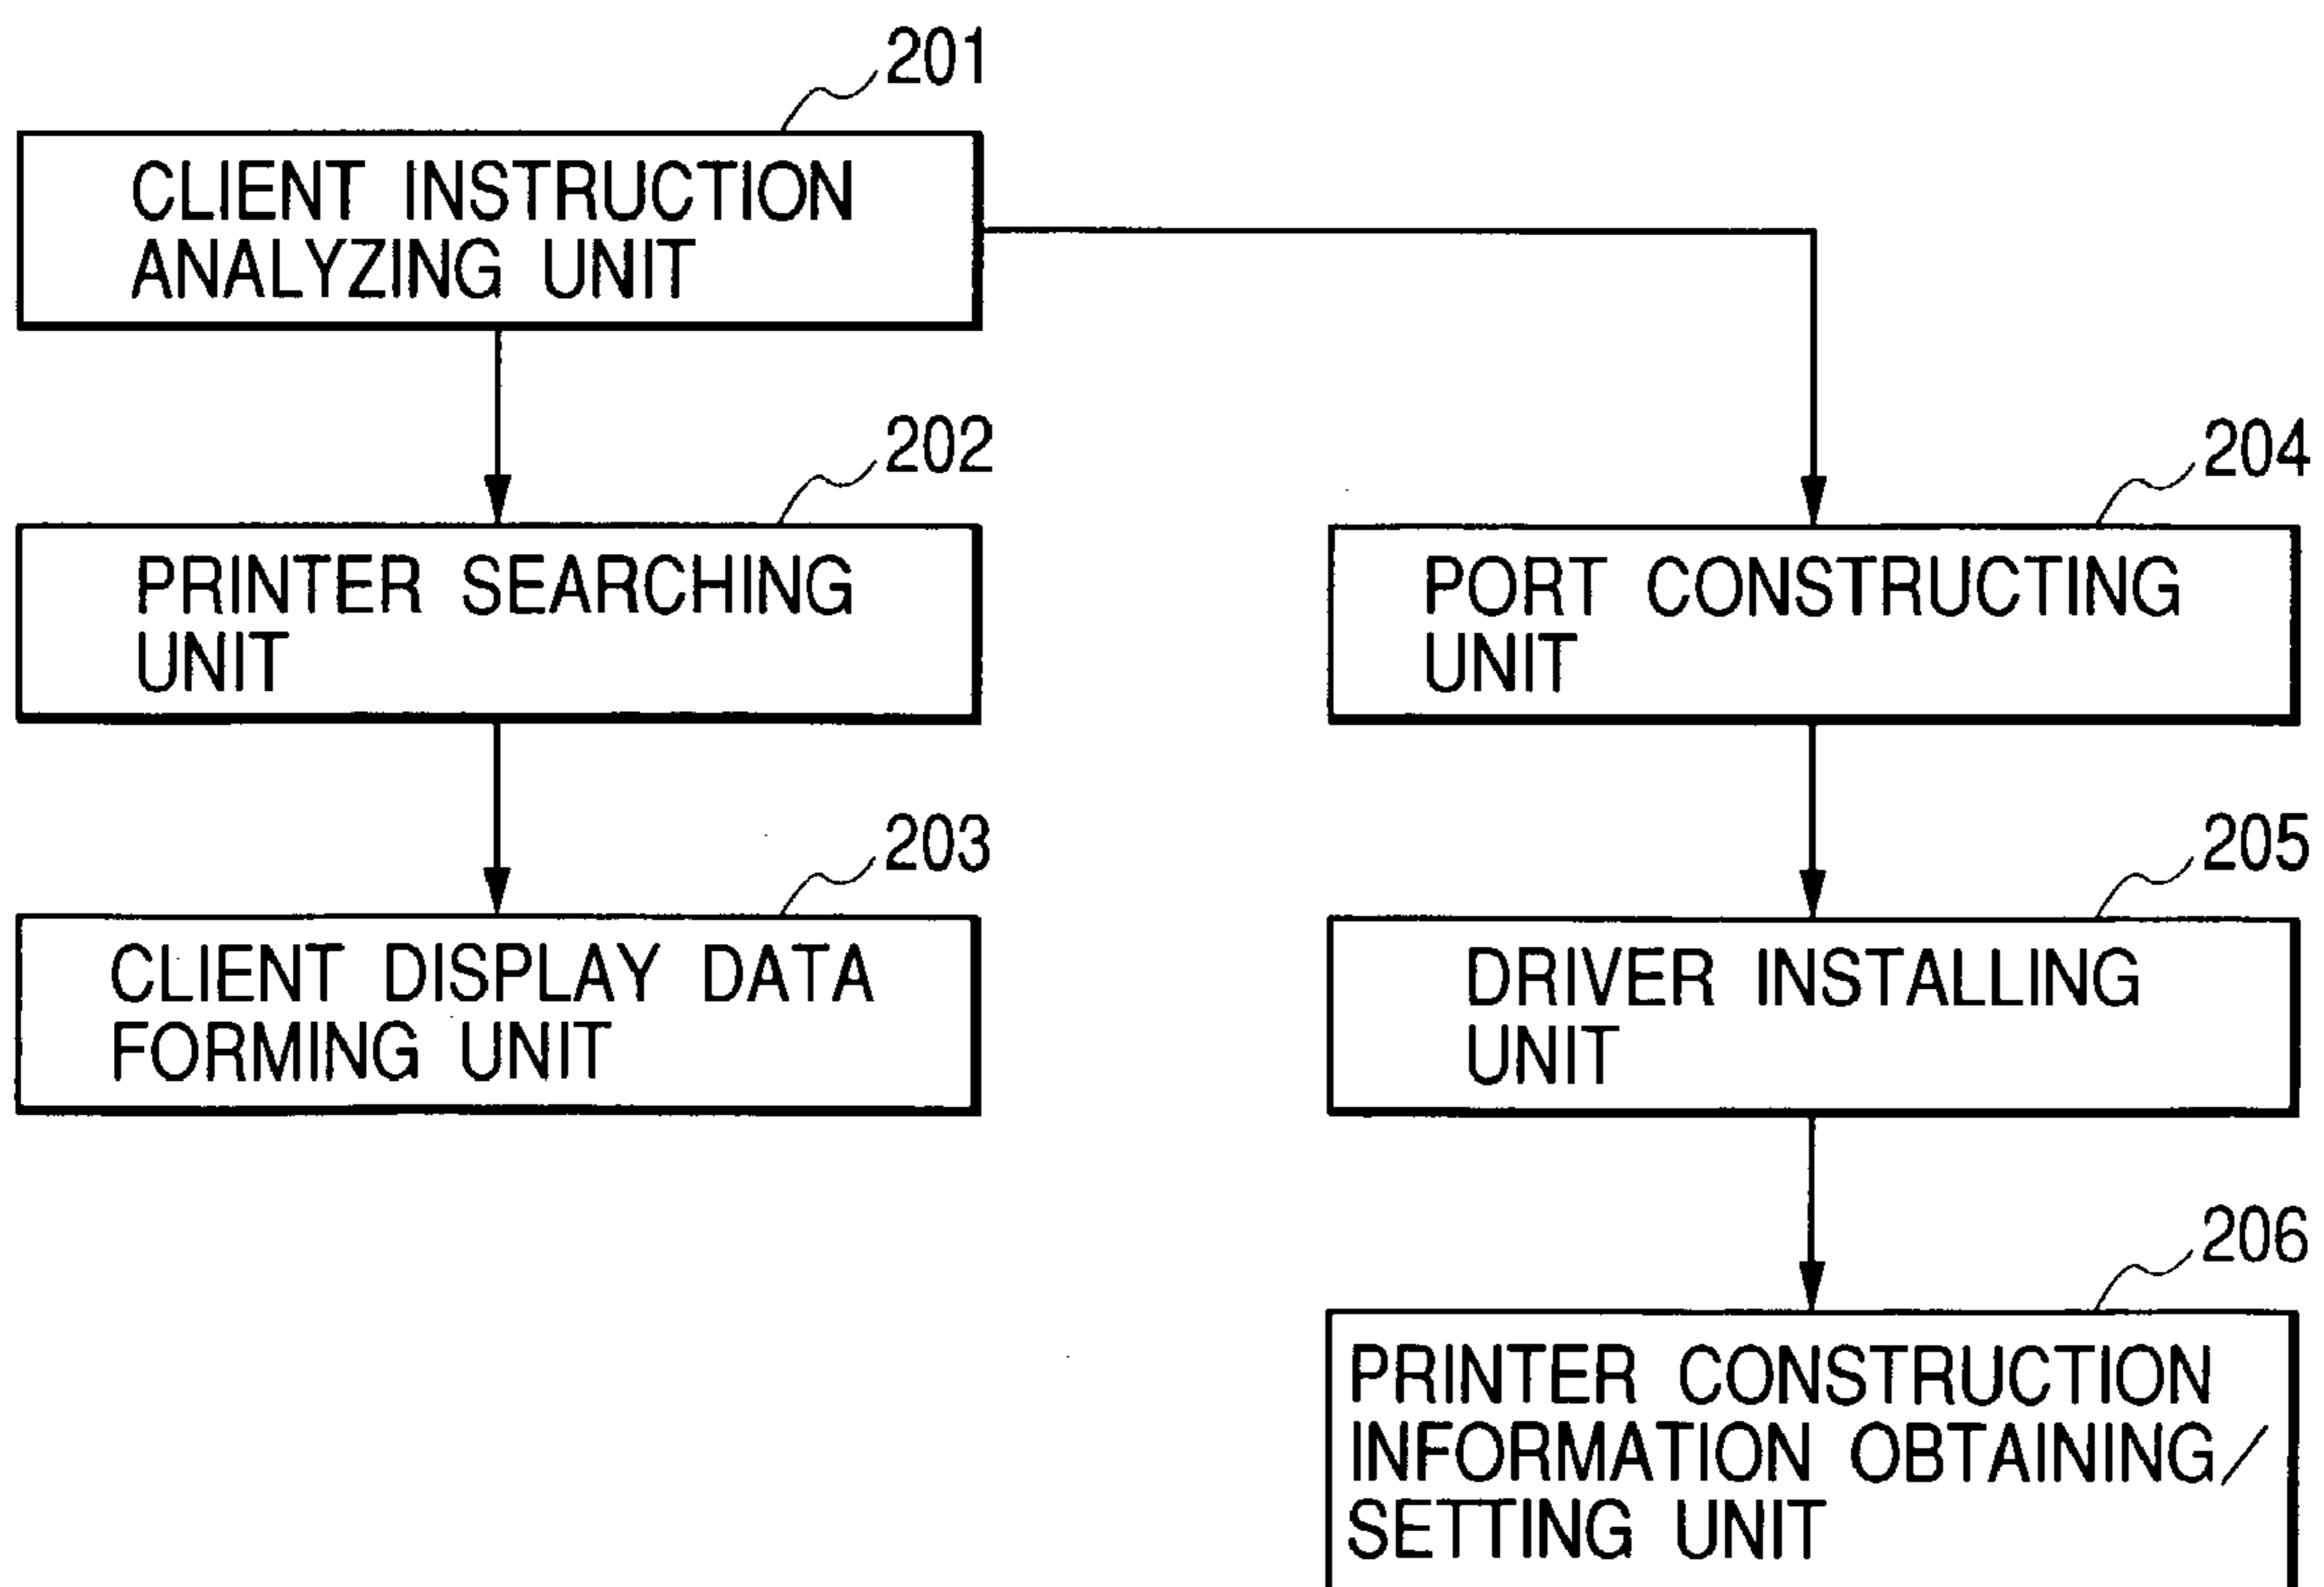 201
CLIENT INSTRUCTION
ANALYZING UNIT
202
PRINTER SEARCHING
UNIT
203
CLIENT DISPLAY DATA
FORMING UNIT
204
PORT CONSTRUCTING
UNIT
205
DRIVER INSTALLING
UNIT
206
PRINTER CONSTRUCTION
INFORMATION OBTAINING/
SETTING UNIT